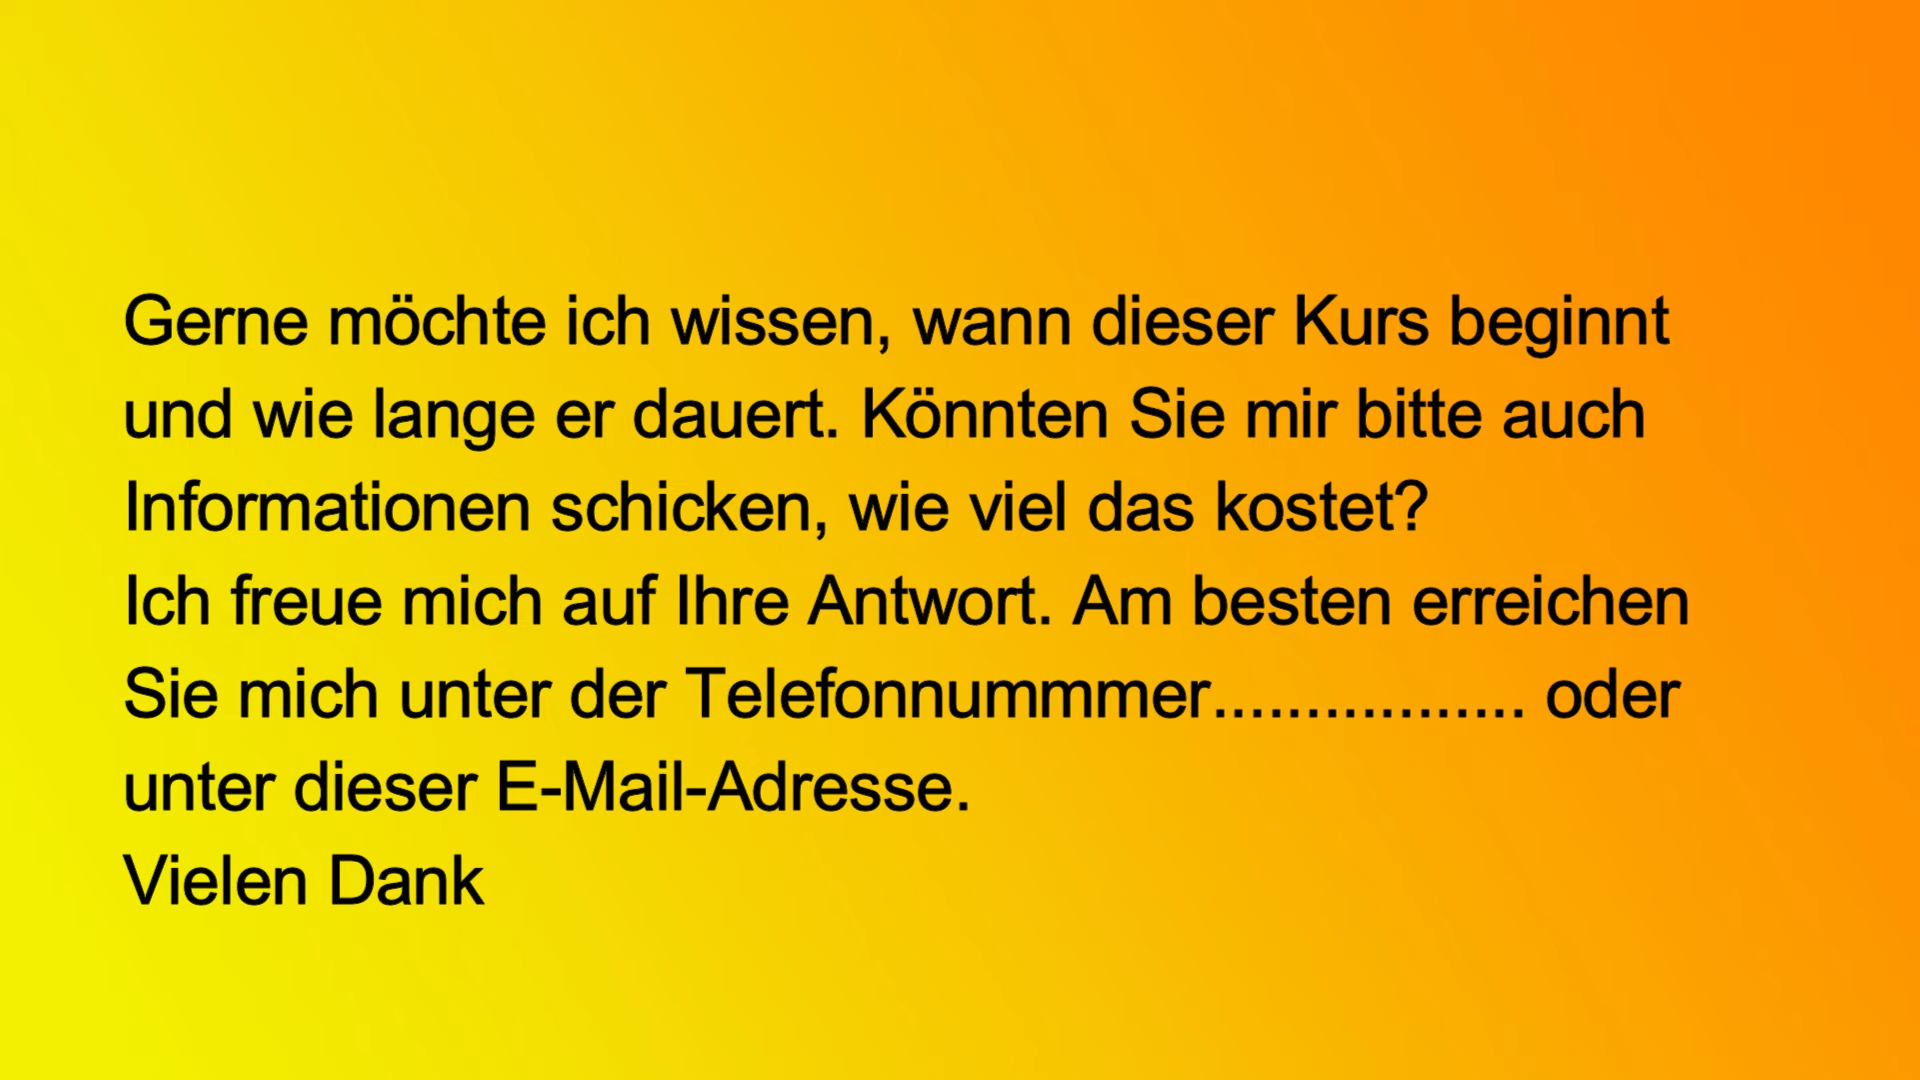 Gerne möchte ich wissen, wann dieser Kurs beginnt
und wie lange er dauert. Könnten Sie mir bitte auch
Informationen schicken, wie viel das kostet?
Ich freue mich auf Ihre Antwort. Am besten erreichen
Sie mich unter der Telefonnummmer................. oder
unter dieser E-Mail-Adresse.
Vielen Dank